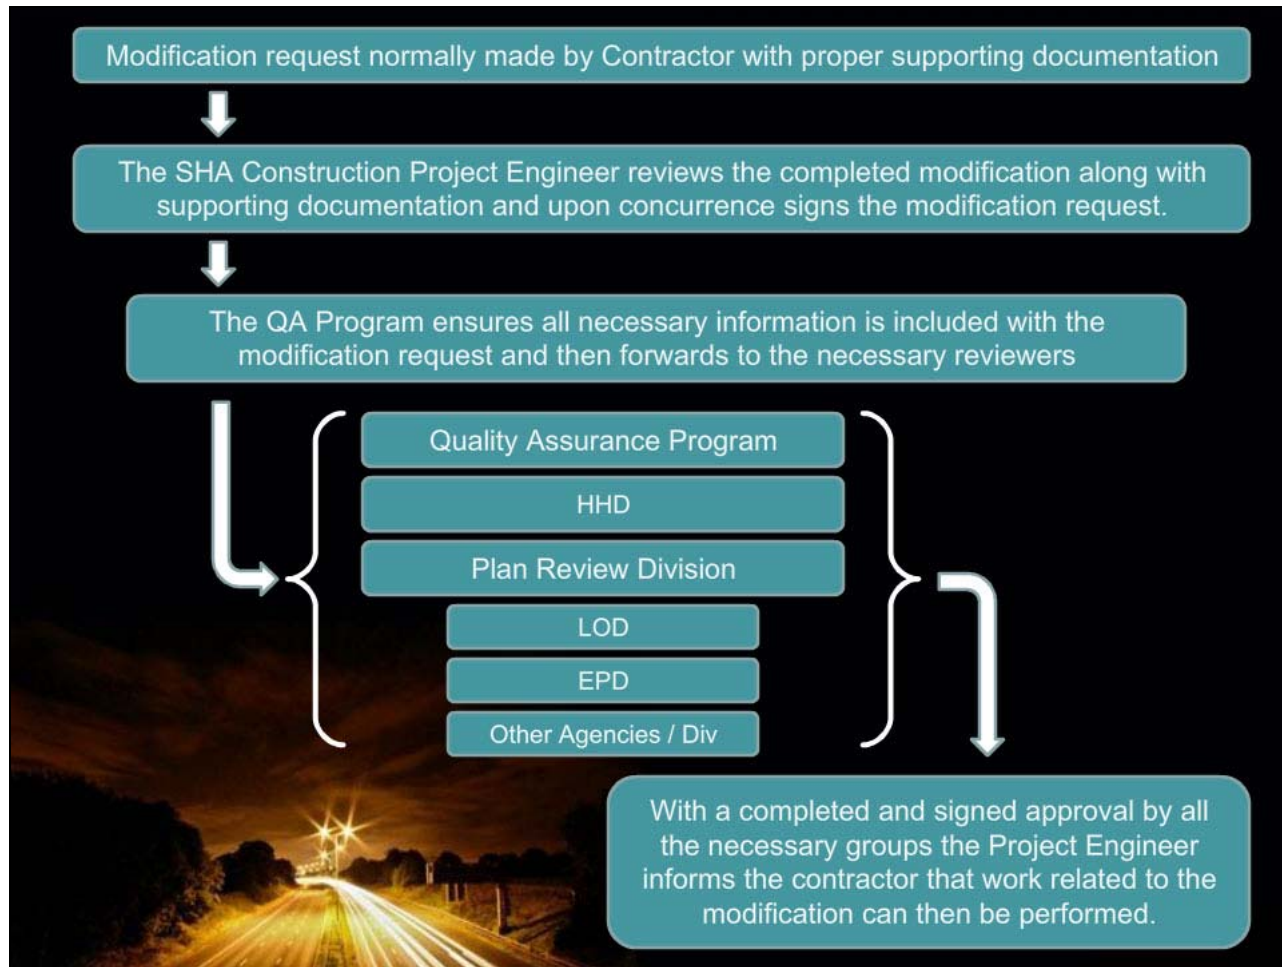 Modification request normally made by Contractor with proper supporting documentation
The SHA Construction Project Engineer reviews the completed modification along with
supporting documentation and upon concurrence signs the modification request.
The QA Program ensures all necessary information is included with the
modification request and then forwards to the necessary reviewers
Quality Assurance Program
HHD
Plan Review Division
LOD
EPD
Other Agencies / Div
With a completed and signed approval by all
the necessary groups the Project Engineer
informs the contractor that work related to the
modification can then be performed.